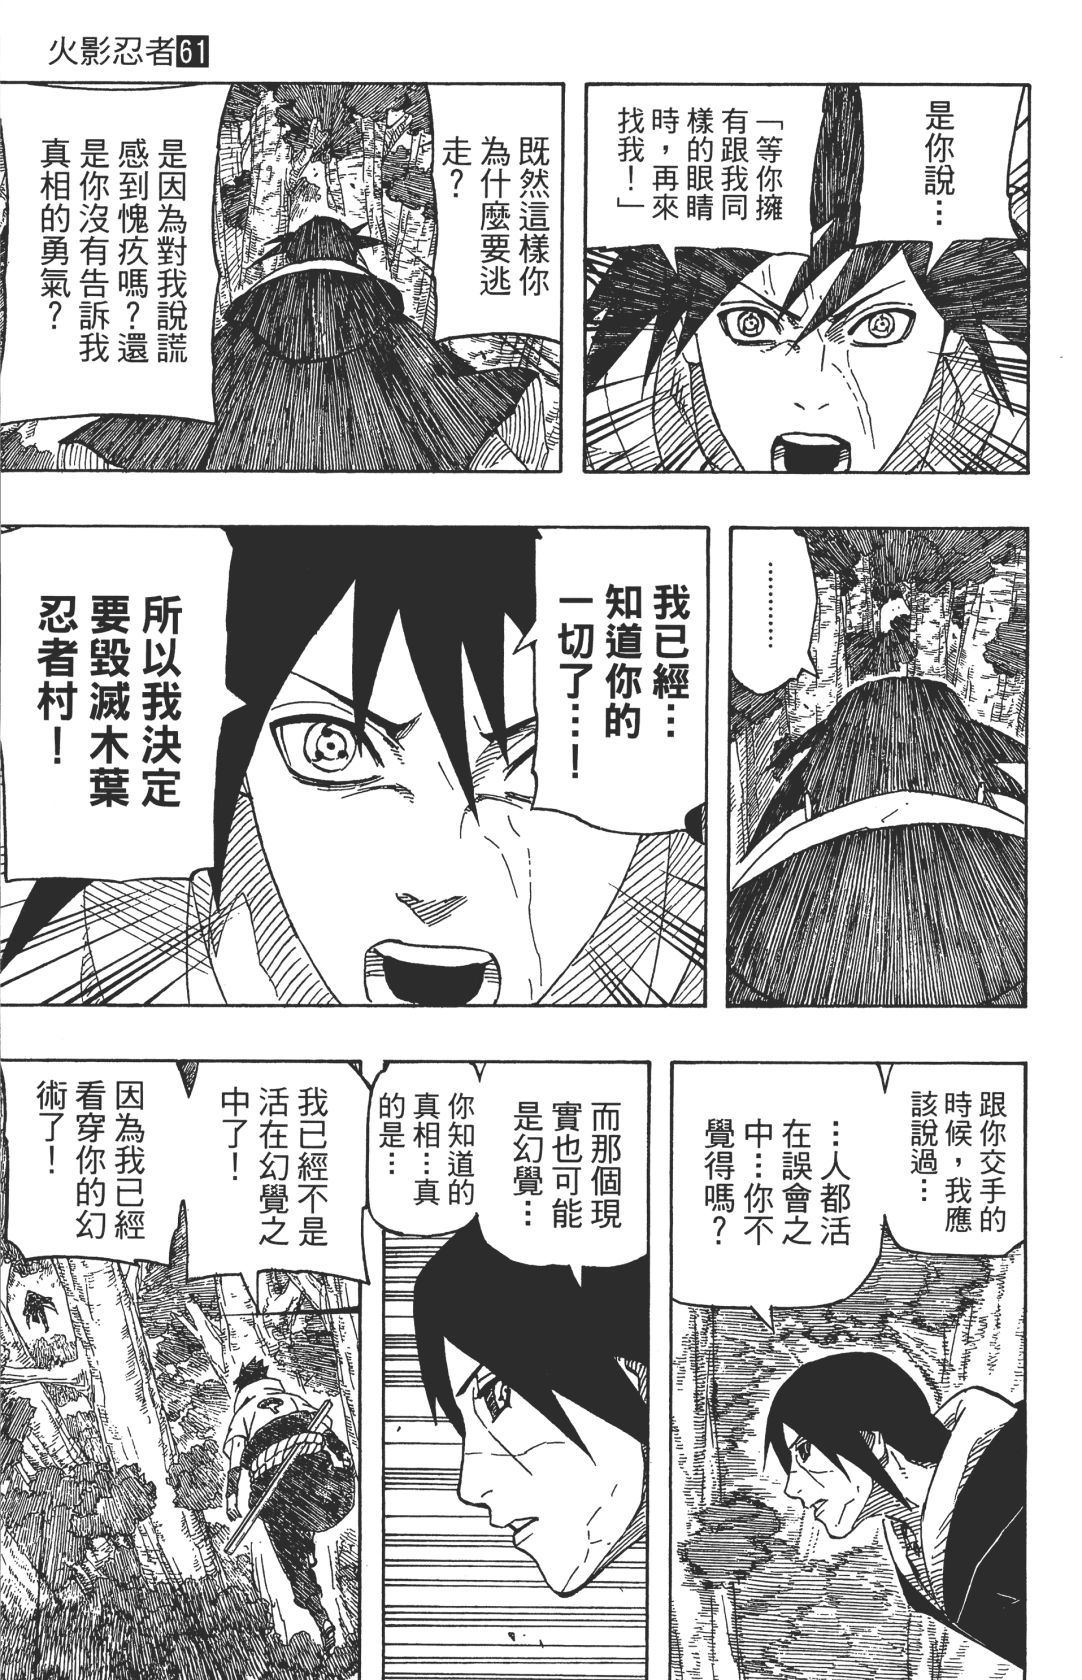 火影忍者61
是你說…
「等你擁
有跟我同
樣的眼睛
時，再來
找我！」
既然這樣你
為什麼要逃
走？
是因為對我說謊
感到愧疚嗎？還
是你沒有告訴我
真相的勇氣？
…………
我已經…
知道你的
一切了…！
所以我決定
要毀滅木葉
忍者村！
跟你交手的
時候，我應
該說過…
…人都活
在誤會之
中…你不
覺得嗎？
而那個現
實也可能
是幻覺…
你知道的
真相…真
的是…
我已經不是
活在幻覺之
中了！
因為我已經
看穿你的幻
術了！